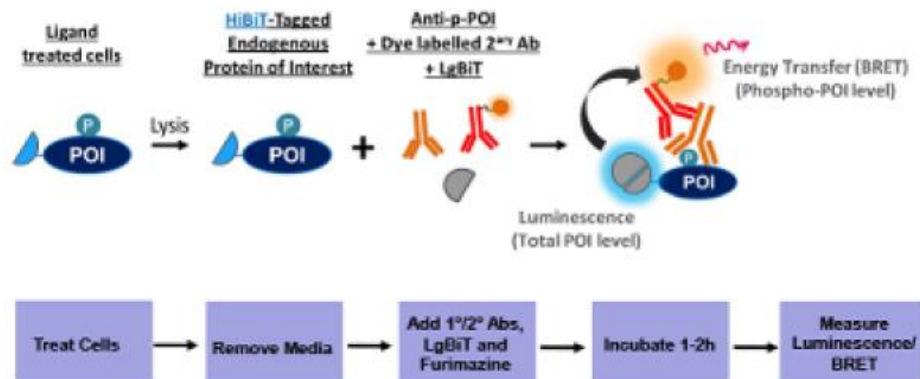 Ligand
treated cells
HiBiT-Tagged
Endogenous
Protein of Interest
Anti-p-POI
+ Dye labelled 2ary Ab
+ LgBiT
Energy Transfer (BRET)
(Phospho-POI level)
P
POI
Lysis
P
POI
+
P
POI
Luminescence
(Total POI level)
Treat Cells
Remove Media
Add 1°/2° Abs,
LgBiT and
Furimazine
Incubate 1-2h
Measure
Luminescence/
BRET